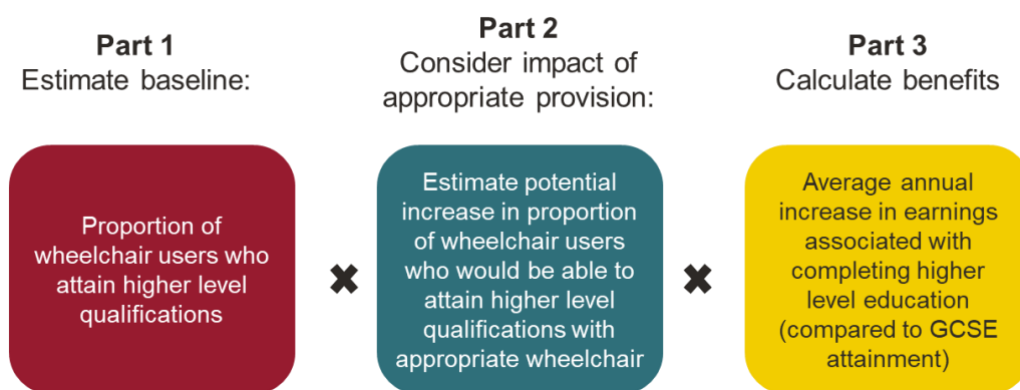 Part 1
Estimate baseline:
Part 2
Consider impact of
appropriate provision:
Part 3
Calculate benefits
Proportion of
wheelchair users who
attain higher level
qualifications
Estimate potential
increase in proportion
of wheelchair users
who would be able to
attain higher level
qualifications with
appropriate wheelchair
Average annual
increase in earnings
associated with
completing higher
level education
(compared to GCSE
attainment)